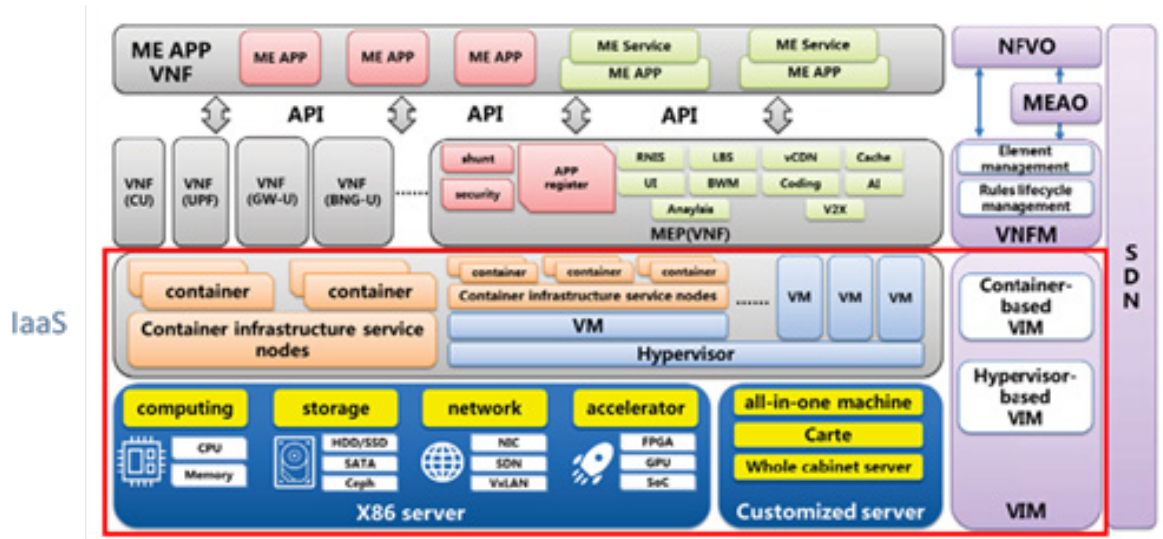 ME APP
VNF
ME APP
ME APP
ME APP
ME Service
ME APP
ME Service
ME APP
NFVO
MEAO
API
API
API
VNF
(CU)
VNF
(UPF)
VNF
(GW-U)
VNF
(BNG-U)
.......
shunt
security
APP
register
RNIS
LBS
vCDN
Cache
UI
BWM
Coding
AI
Anaylsis
V2X
MEP(VNF)
Element
management
Rules lifecycle
management
VNFM
SDN
IaaS
container
container
Container infrastructure service
nodes
container
container
container
Container infrastructure service nodes
VM
Hypervisor
......
VM
VM
VM
Container-
based
VIM
Hypervisor-
based
VIM
VIM
computing
CPU
Memory
storage
HDD/SSD
SATA
Ceph
network
NIC
SDN
VxLAN
accelerator
FPGA
GPU
SoC
X86 server
all-in-one machine
Carte
Whole cabinet server
Customized server